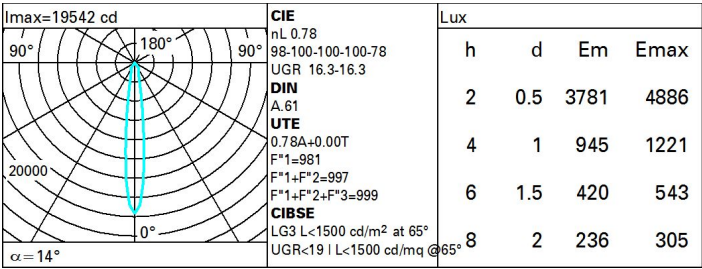 Imax=19542 cd
90°
180°
90°
20000
0°
α=14°
CIE
nL 0.78
98-100-100-100-78
UGR 16.3-16.3
DIN
A.61
UTE
0.78A+0.00T
F"1=981
F"1+F"2=997
F"1+F"2+F"3=999
CIBSE
LG3 L<1500 cd/m² at 65°
UGR<19 | L<1500 cd/mq @65°
Lux
h d Em Emax
2 0.5 3781 4886
4 1 945 1221
6 1.5 420 543
8 2 236 305